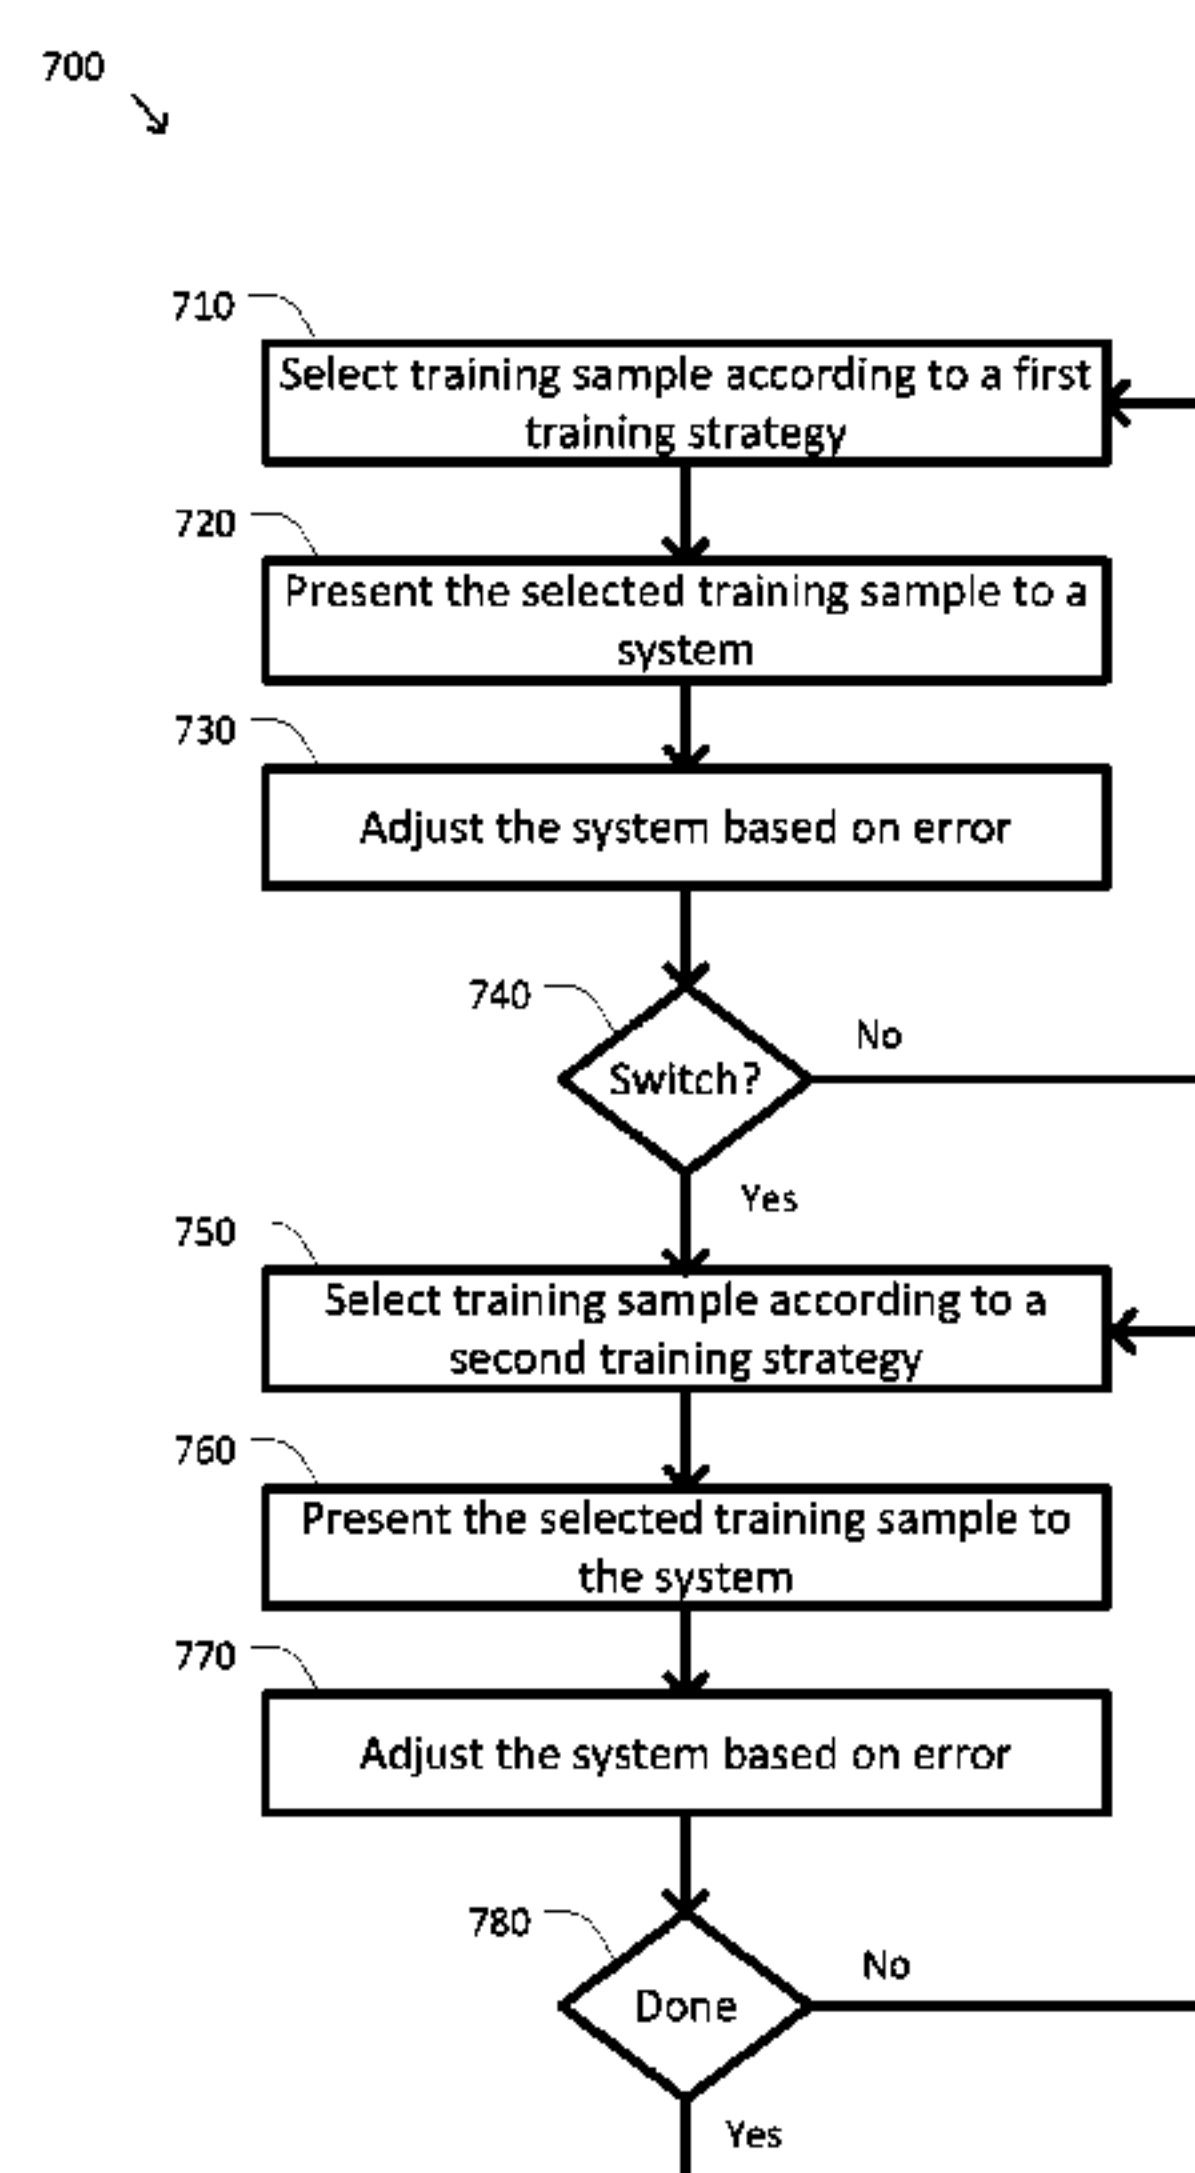 700
710
Select training sample according to a first
training strategy
720
Present the selected training sample to a
system
730
Adjust the system based on error
740
Switch?
No
Yes
750
Select training sample according to a
second training strategy
760
Present the selected training sample to
the system
770
Adjust the system based on error
780
Done
No
Yes